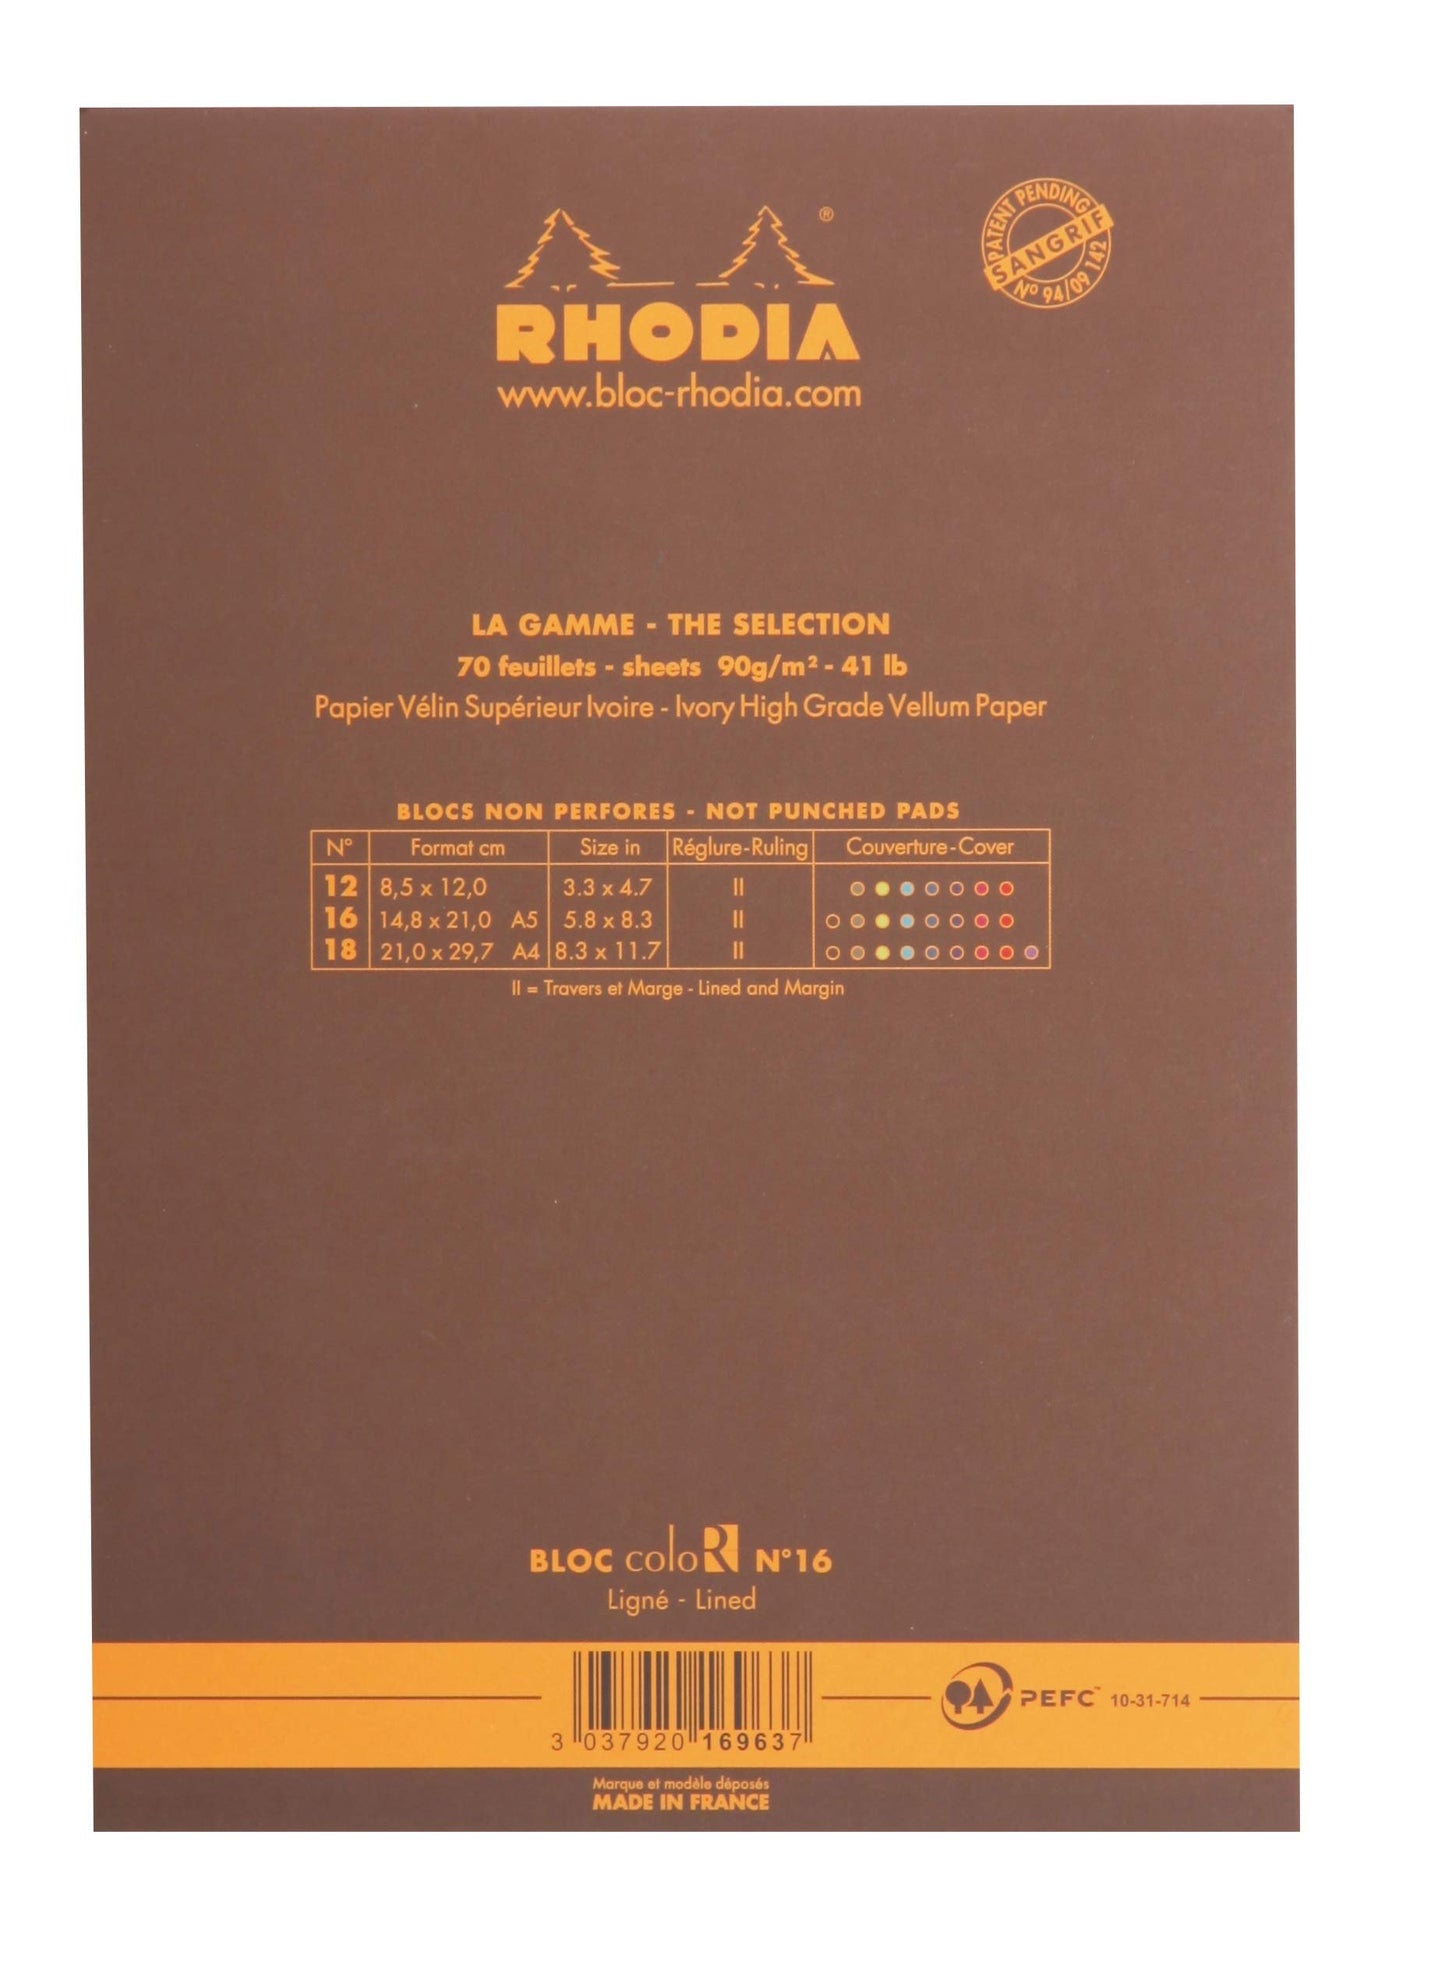 PATENT PENDING
SANGRIF
N° 94/09 142
®
RHODIA
www.bloc-rhodia.com
LA GAMME - THE SELECTION
70 feuillets - sheets 90g/m² - 41 lb
Papier Vélin Supérieur Ivoire - Ivory High Grade Vellum Paper
BLOCS NON PERFORES - NOT PUNCHED PADS
N° Format cm Size in Réglure-Ruling Couverture-Cover
12 8,5 x 12,0 3.3 x 4.7 II
16 14,8 x 21,0 A5 5.8 x 8.3 II
18 21,0 x 29,7 A4 8.3 x 11.7 II
II = Travers et Marge - Lined and Margin
BLOC coloR N°16
Ligné - Lined
3 037920 169637
PEFC™ 10-31-714
Marque et modèle déposés
MADE IN FRANCE